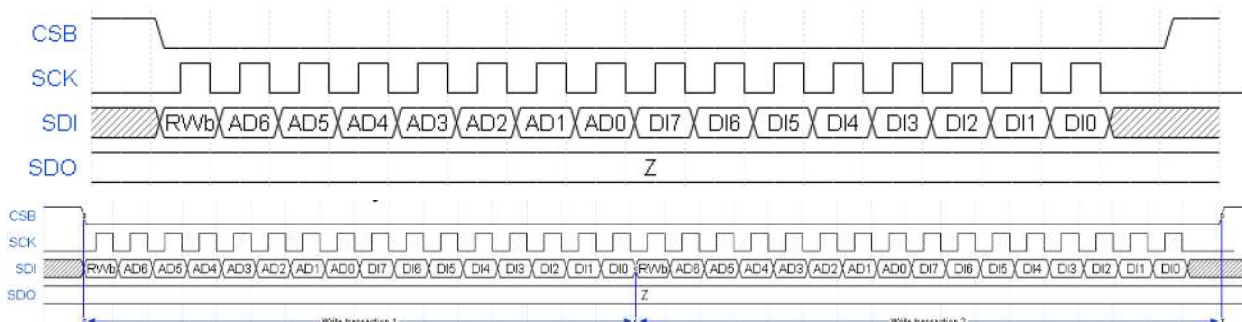 CSB
SCK
SDI RWb AD6 AD5 AD4 AD3 AD2 AD1 AD0 DI7 DI6 DI5 DI4 DI3 DI2 DI1 DI0
SDO Z
CSB
SCK
SDI RWb AD6 AD5 AD4 AD3 AD2 AD1 AD0 DI7 DI6 DI5 DI4 DI3 DI2 DI1 DI0 RWb AD6 AD5 AD4 AD3 AD2 AD1 AD0 DI7 DI6 DI5 DI4 DI3 DI2 DI1 DI0
SDO Z
Write transaction 1 Write transaction 2